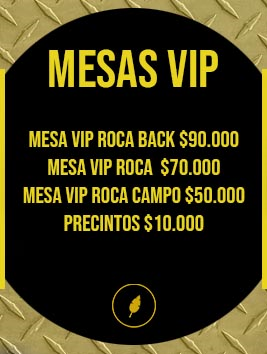 MESAS VIP
MESA VIP ROCA BACK $90.000
MESA VIP ROCA $70.000
MESA VIP ROCA CAMPO $50.000
PRECINTOS $10.000